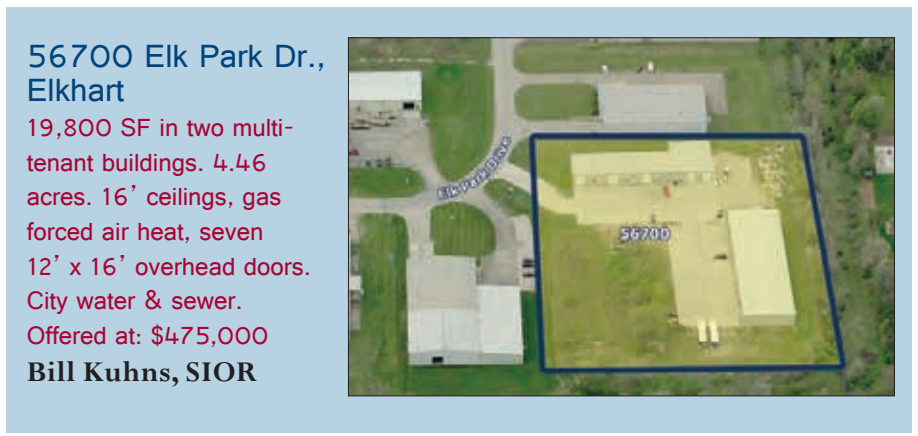 56700 Elk Park Dr.,
Elkhart
19,800 SF in two multi-
tenant buildings. 4.46
acres. 16’ ceilings, gas
forced air heat, seven
12’ x 16’ overhead doors.
City water & sewer.
Offered at: $475,000
Bill Kuhns, SIOR
Elk Park Drive
56700